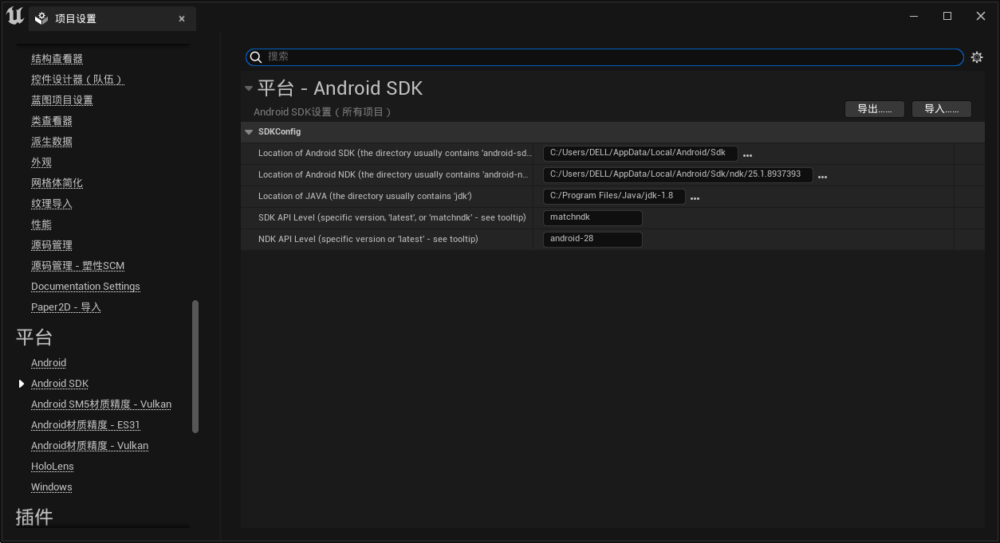 项目设置
结构查看器
控件设计器（队伍）
蓝图项目设置
类查看器
派生数据
外观
网格体简化
纹理导入
性能
源码管理
源码管理 - 塑性SCM
Documentation Settings
Paper2D - 导入
平台
Android
Android SDK
Android SM5材质精度 - Vulkan
Android材质精度 - ES31
Android材质精度 - Vulkan
HoloLens
Windows
插件
搜索
平台 - Android SDK
Android SDK设置（所有项目）
导出...... 导入......
SDKConfig
Location of Android SDK (the directory usually contains 'android-sd... C:/Users/DELL/AppData/Local/Android/Sdk ...
Location of Android NDK (the directory usually contains 'android-n... C:/Users/DELL/AppData/Local/Android/Sdk/ndk/25.1.8937393 ...
Location of JAVA (the directory usually contains 'jdk') C:/Program Files/Java/jdk-1.8 ...
SDK API Level (specific version, 'latest', or 'matchndk' - see tooltip) matchndk
NDK API Level (specific version or 'latest' - see tooltip) android-28